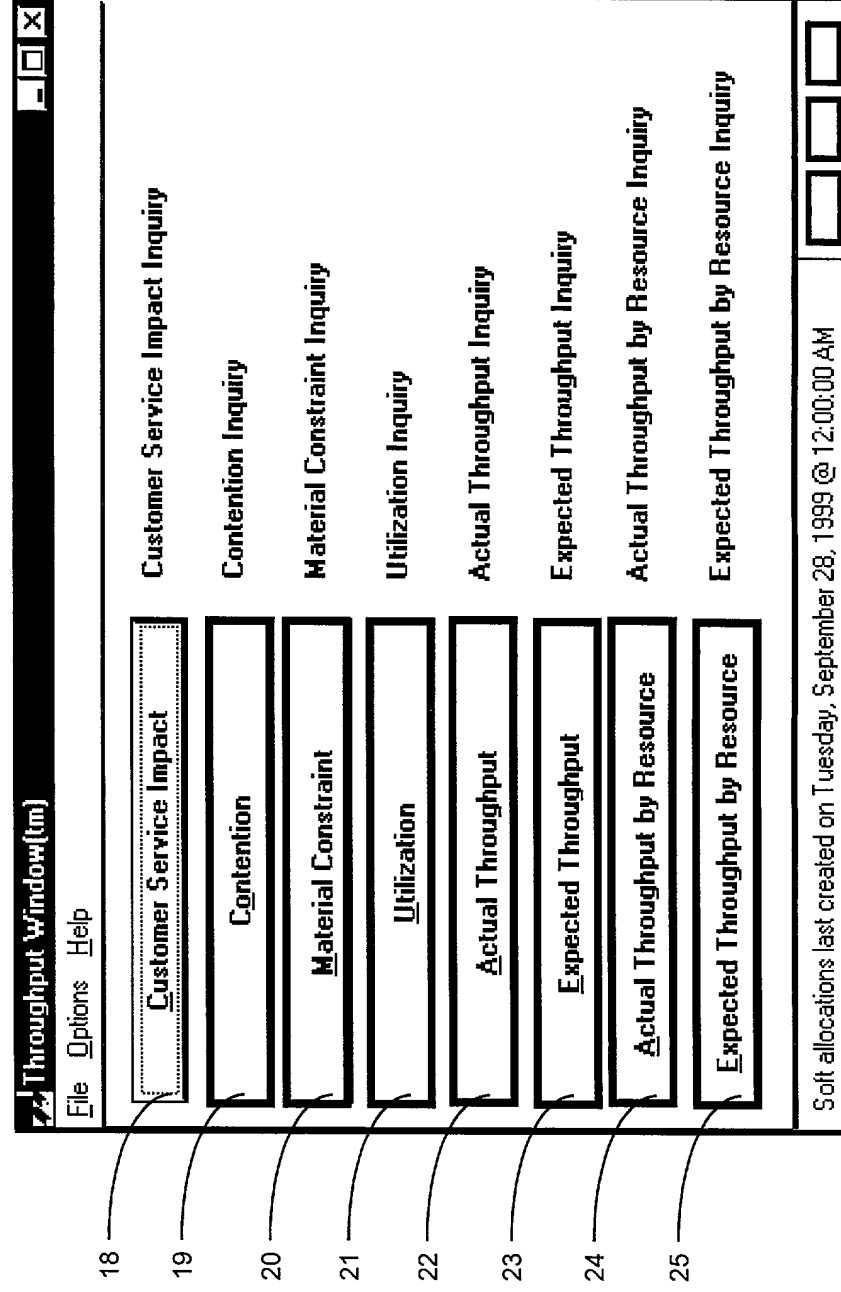 Throughput Window(tm)
File Options Help
18 Customer Service Impact Customer Service Impact Inquiry
19 Contention Contention Inquiry
20 Material Constraint Material Constraint Inquiry
21 Utilization Utilization Inquiry
22 Actual Throughput Actual Throughput Inquiry
23 Expected Throughput Expected Throughput Inquiry
24 Actual Throughput by Resource Actual Throughput by Resource Inquiry
25 Expected Throughput by Resource Expected Throughput by Resource Inquiry
Soft allocations last created on Tuesday, September 28, 1999 @ 12:00:00 AM